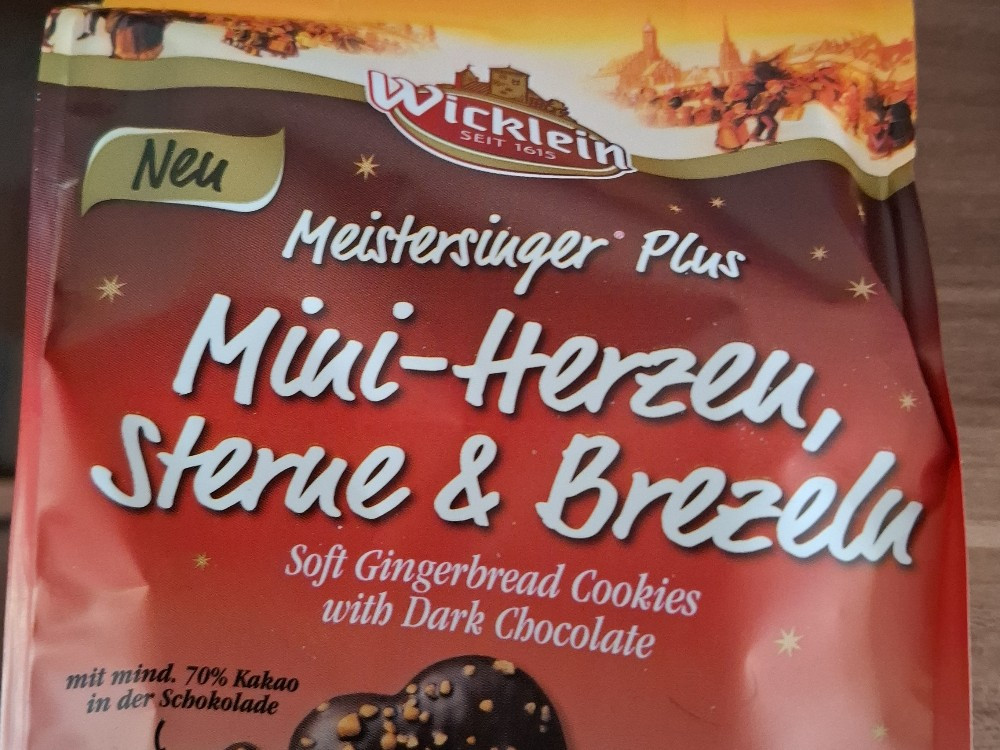 Wicklein
SEIT 1615
Neu
Meistersinger® Plus
Mini-Herzen,
Sterne & Brezeln
Soft Gingerbread Cookies
with Dark Chocolate
mit mind. 70% Kakao
in der Schokolade